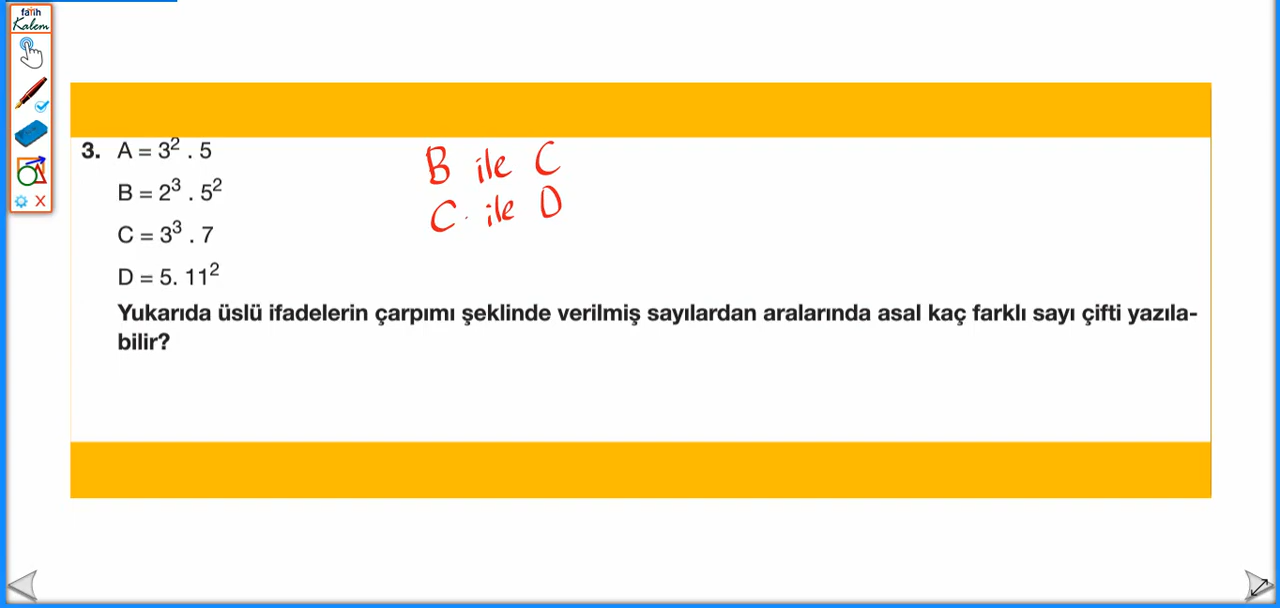 fatih
Kalem
3. A = 3² . 5
B = 2³ . 5²
C = 3³ . 7
D = 5. 11²
B ile C
C. ile D
Yukarıda üslü ifadelerin çarpımı şeklinde verilmiş sayılardan aralarında asal kaç farklı sayı çifti yazıla-
bilir?